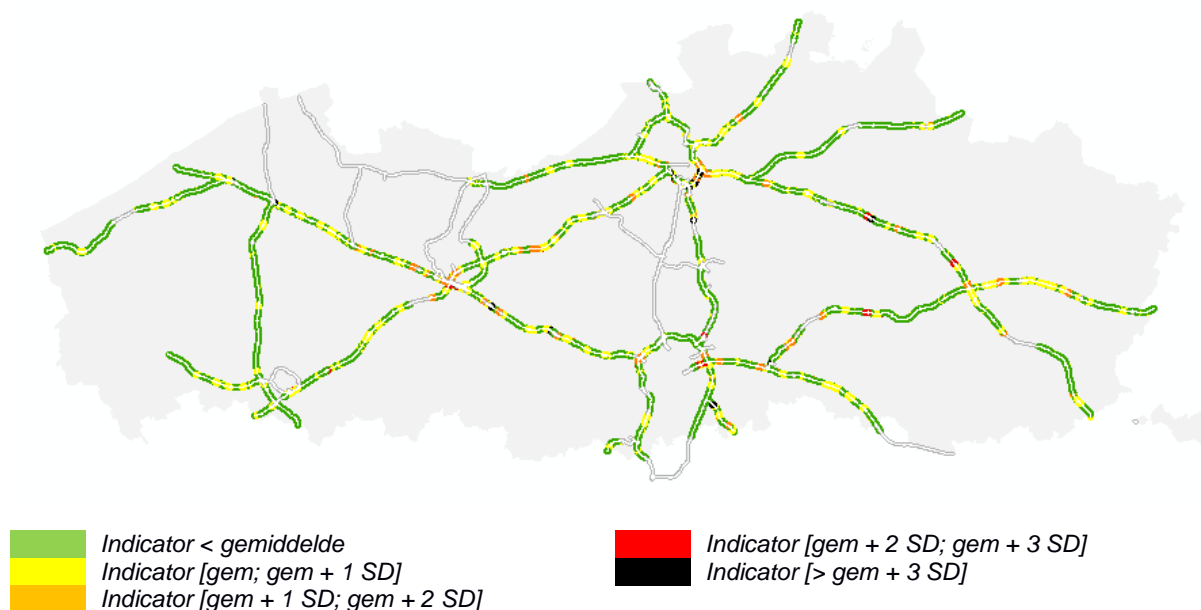 Indicator < gemiddelde
Indicator [gem; gem + 1 SD]
Indicator [gem + 1 SD; gem + 2 SD]
Indicator [gem + 2 SD; gem + 3 SD]
Indicator [> gem + 3 SD]